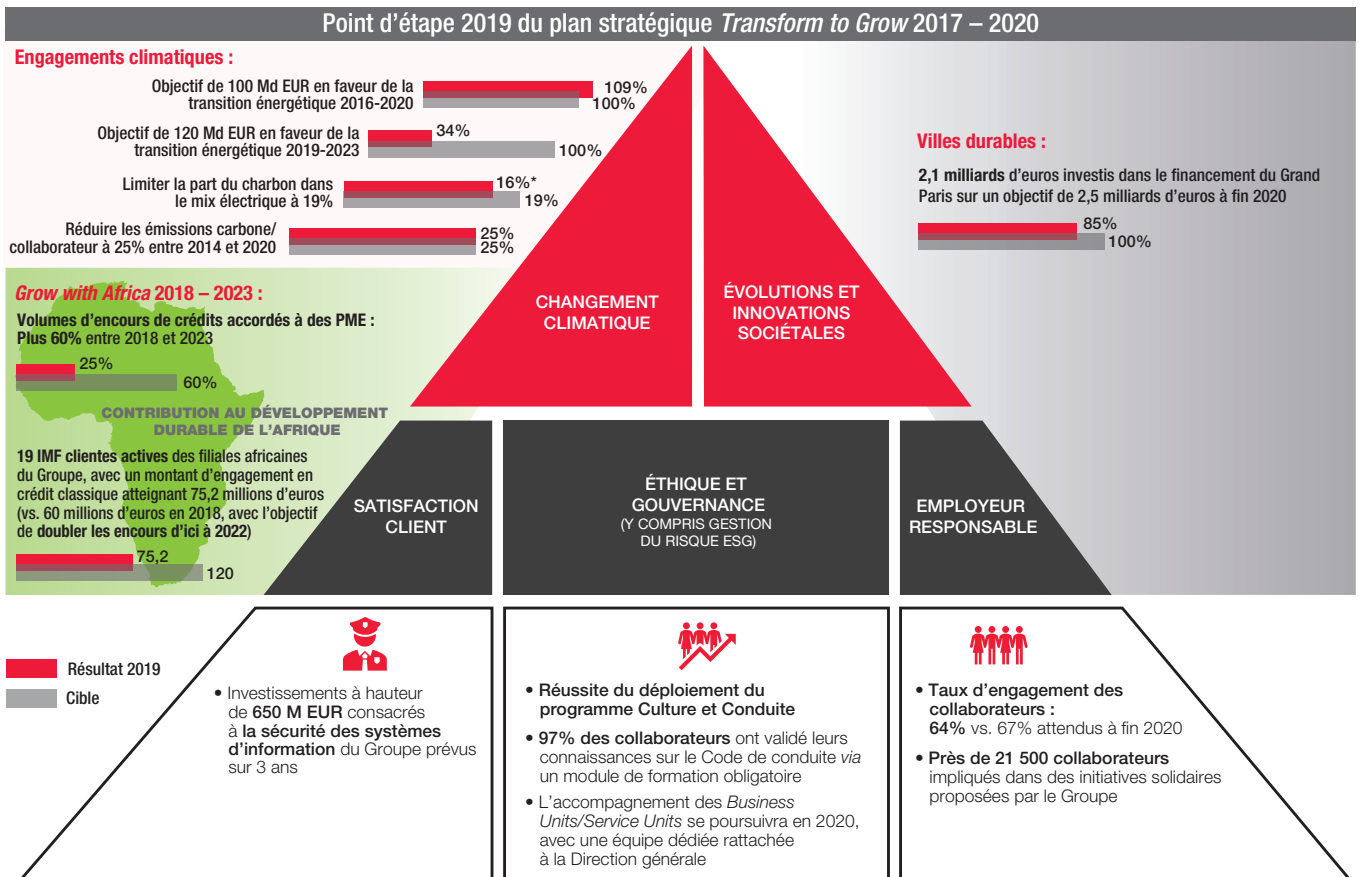 Point d'étape 2019 du plan stratégique Transform to Grow 2017 – 2020
Engagements climatiques :
Objectif de 100 Md EUR en faveur de la
transition énergétique 2016-2020
109%
100%
Objectif de 120 Md EUR en faveur de la
transition énergétique 2019-2023
34%
100%
Limiter la part du charbon dans
le mix électrique à 19%
16%*
19%
Réduire les émissions carbone/
collaborateur à 25% entre 2014 et 2020
25%
25%
Grow with Africa 2018 – 2023 :
Volumes d'encours de crédits accordés à des PME :
Plus 60% entre 2018 et 2023
25%
60%
CONTRIBUTION AU DÉVELOPPEMENT
DURABLE DE L'AFRIQUE
19 IMF clientes actives des filiales africaines
du Groupe, avec un montant d'engagement en
crédit classique atteignant 75,2 millions d'euros
(vs. 60 millions d'euros en 2018, avec l'objectif
de doubler les encours d'ici à 2022)
75,2
120
CHANGEMENT
CLIMATIQUE
ÉVOLUTIONS ET
INNOVATIONS
SOCIÉTALES
Villes durables :
2,1 milliards d'euros investis dans le financement du Grand
Paris sur un objectif de 2,5 milliards d'euros à fin 2020
85%
100%
SATISFACTION
CLIENT
ÉTHIQUE ET
GOUVERNANCE
(Y COMPRIS GESTION
DU RISQUE ESG)
EMPLOYEUR
RESPONSABLE
Résultat 2019
Cible
• Investissements à hauteur
de 650 M EUR consacrés
à la sécurité des systèmes
d'information du Groupe prévus
sur 3 ans
• Réussite du déploiement du
programme Culture et Conduite
• 97% des collaborateurs ont validé leurs
connaissances sur le Code de conduite via
un module de formation obligatoire
• L'accompagnement des Business
Units/Service Units se poursuivra en 2020,
avec une équipe dédiée rattachée
à la Direction générale
• Taux d'engagement des
collaborateurs :
64% vs. 67% attendus à fin 2020
• Près de 21 500 collaborateurs
impliqués dans des initiatives solidaires
proposées par le Groupe